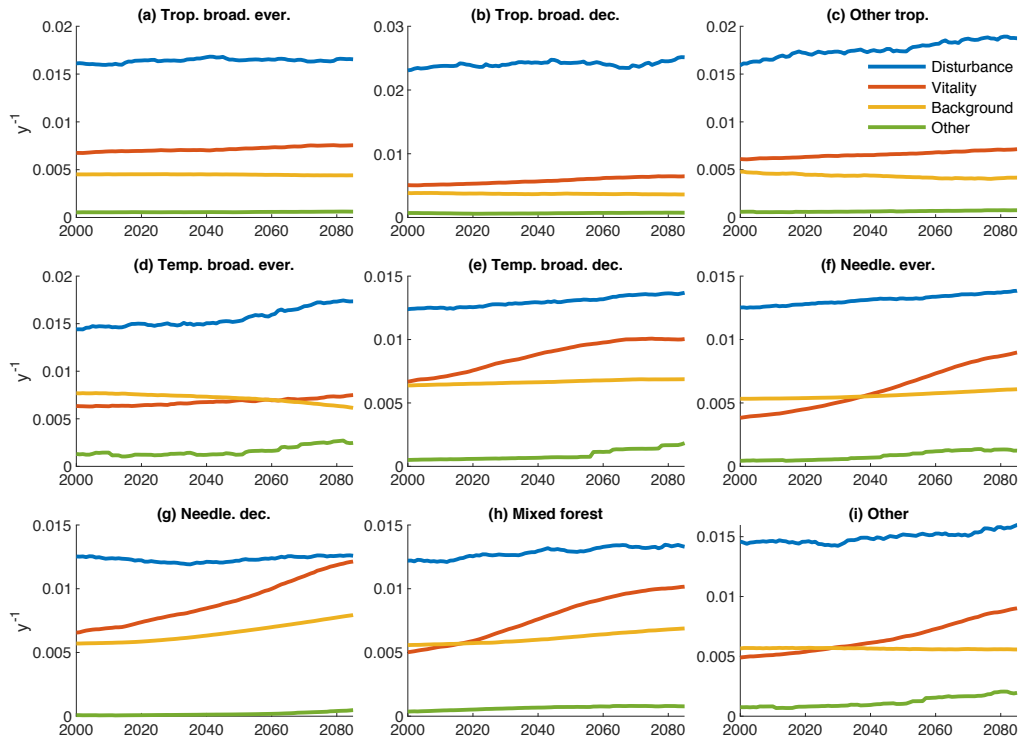 (a) Trop. broad. ever.
(b) Trop. broad. dec.
(c) Other trop.
0.02
0.015
0.01
0.005
0
y⁻¹
2000 2020 2040 2060 2080
0.03
0.025
0.02
0.015
0.01
0.005
0
2000 2020 2040 2060 2080
0.02
0.015
0.01
0.005
0
2000 2020 2040 2060 2080
Disturbance
Vitality
Background
Other
(d) Temp. broad. ever.
(e) Temp. broad. dec.
(f) Needle. ever.
0.02
0.015
0.01
0.005
0
2000 2020 2040 2060 2080
0.015
0.01
0.005
0
2000 2020 2040 2060 2080
0.015
0.01
0.005
0
2000 2020 2040 2060 2080
(g) Needle. dec.
(h) Mixed forest
(i) Other
0.015
0.01
0.005
0
y⁻¹
2000 2020 2040 2060 2080
0.015
0.01
0.005
0
2000 2020 2040 2060 2080
0.015
0.01
0.005
0
2000 2020 2040 2060 2080